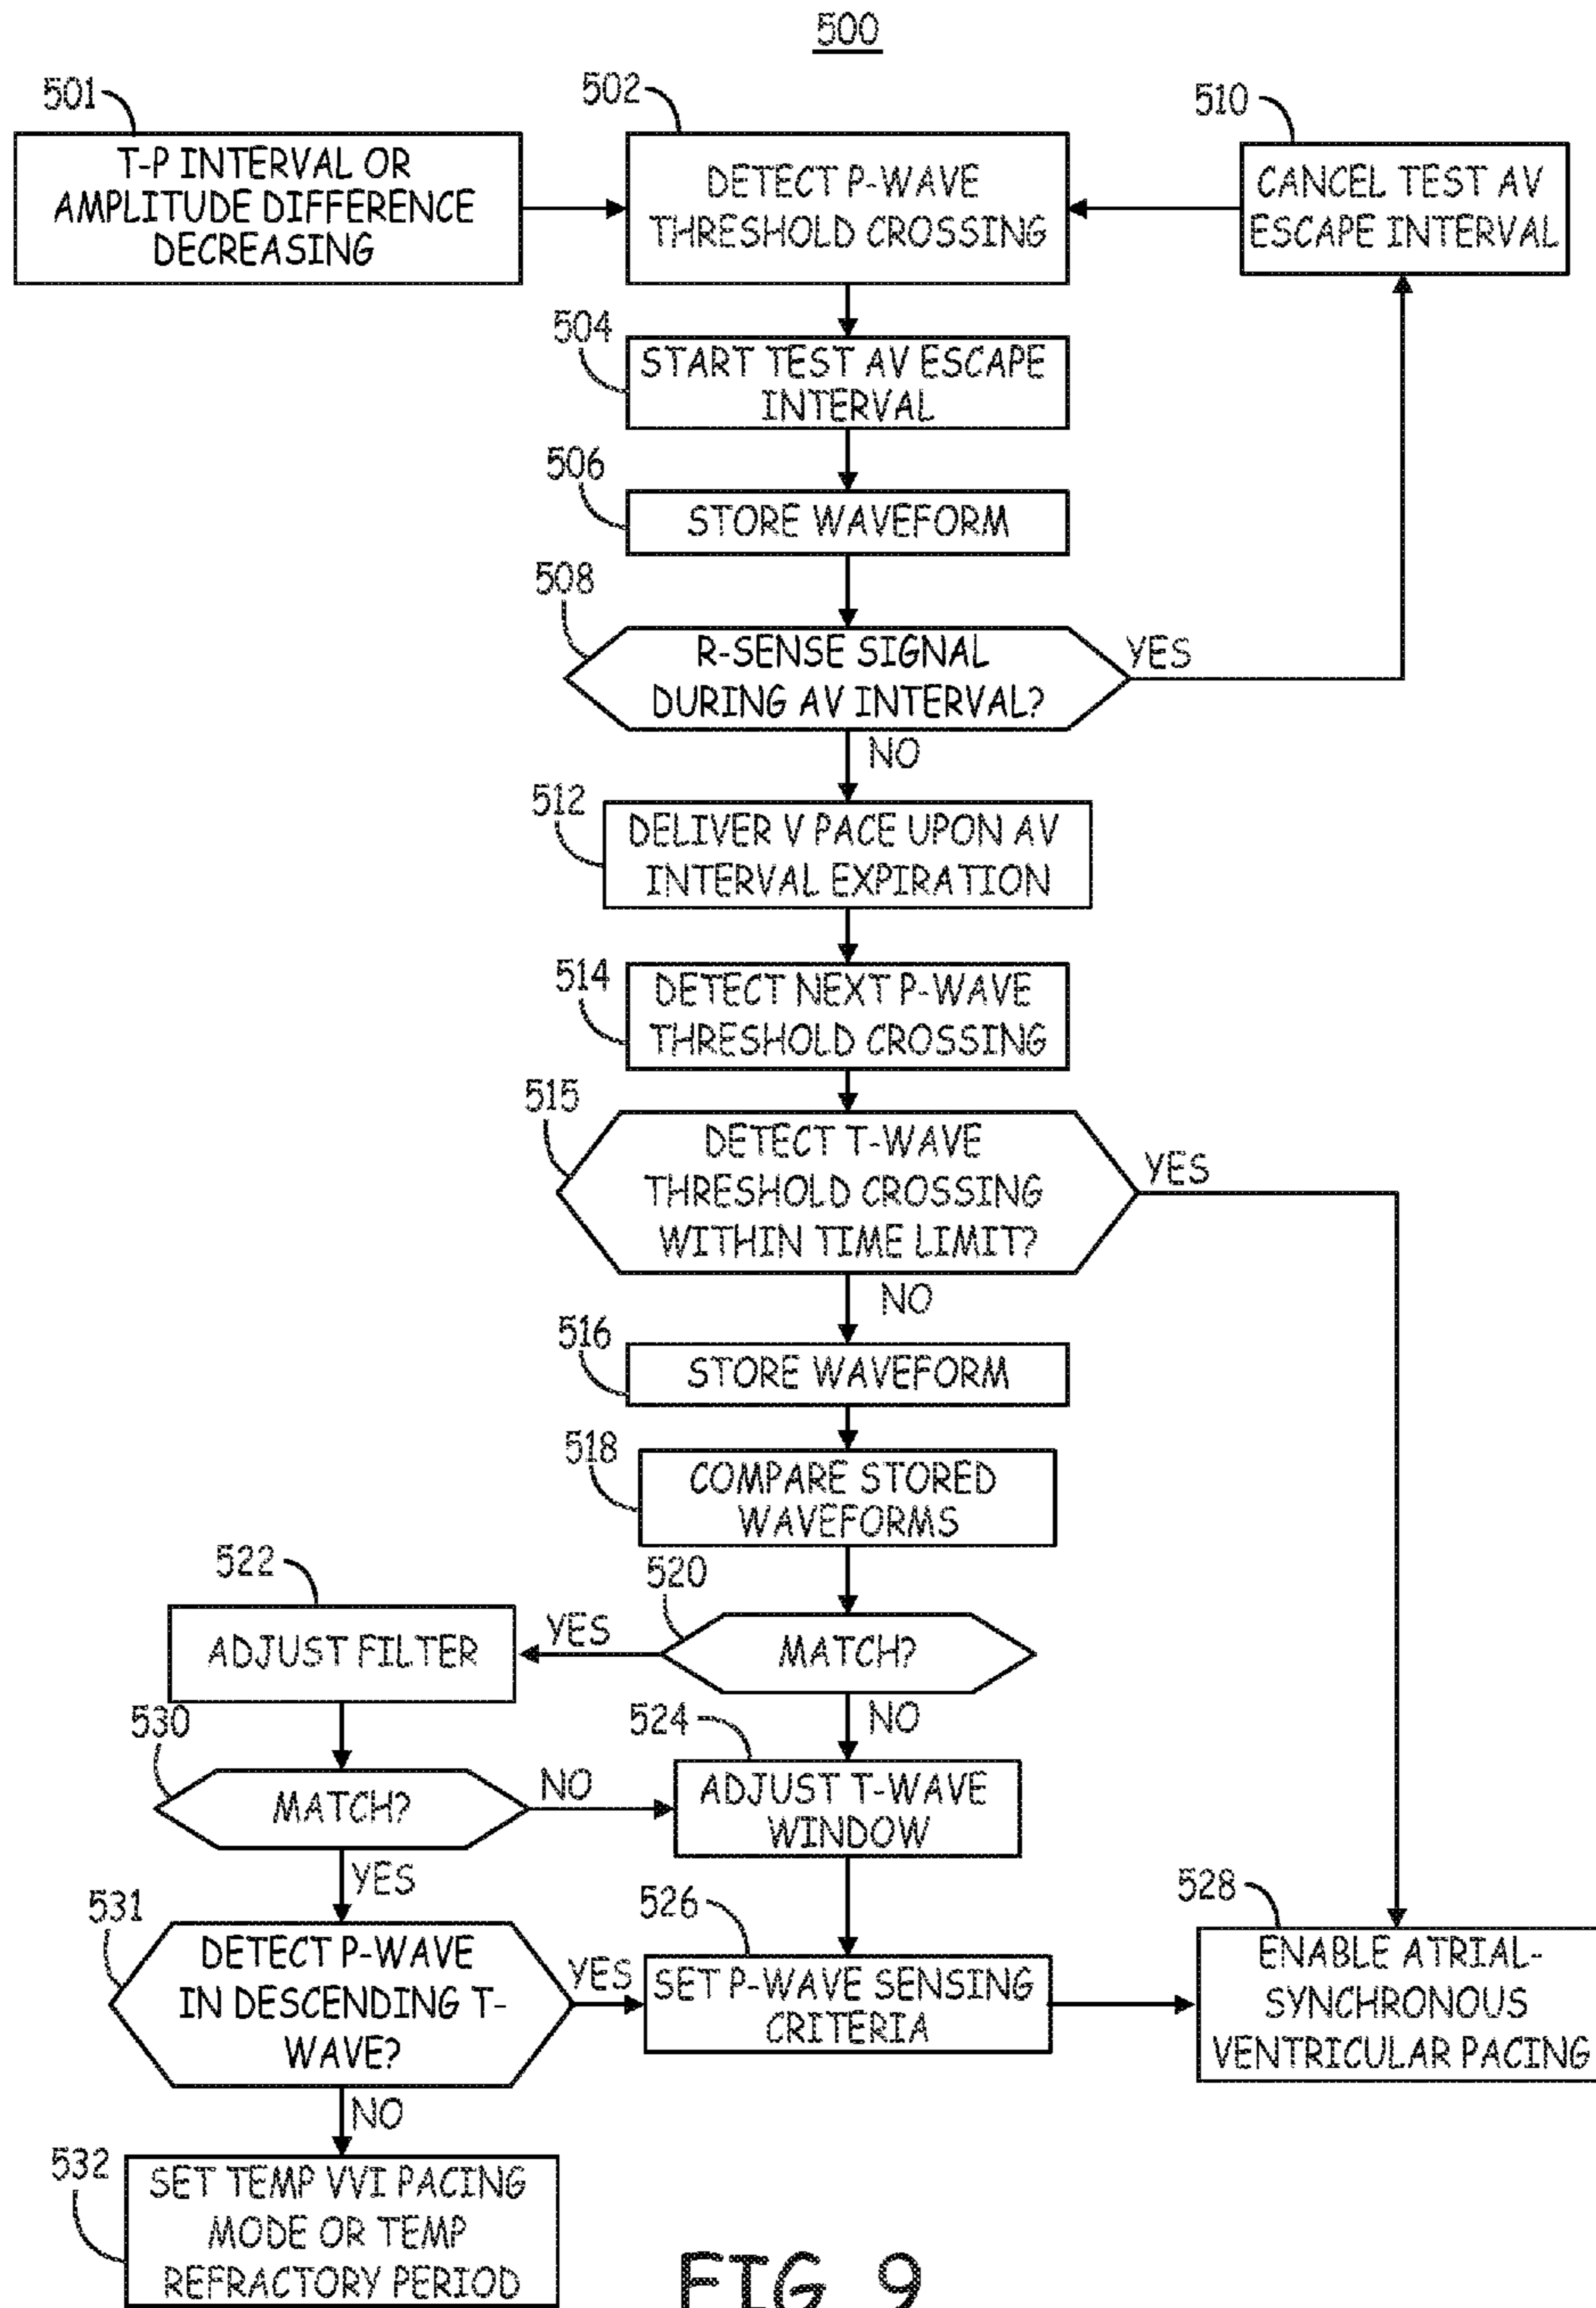 500
501
T-P INTERVAL OR
AMPLITUDE DIFFERENCE
DECREASING
502
DETECT P-WAVE
THRESHOLD CROSSING
510
CANCEL TEST AV
ESCAPE INTERVAL
504
START TEST AV ESCAPE
INTERVAL
506
STORE WAVEFORM
508
R-SENSE SIGNAL
DURING AV INTERVAL?
YES
NO
512
DELIVER V PACE UPON AV
INTERVAL EXPIRATION
514
DETECT NEXT P-WAVE
THRESHOLD CROSSING
515
DETECT T-WAVE
THRESHOLD CROSSING
WITHIN TIME LIMIT?
YES
NO
516
STORE WAVEFORM
518
COMPARE STORED
WAVEFORMS
520
MATCH?
YES
NO
522
ADJUST FILTER
524
ADJUST T-WAVE
WINDOW
530
MATCH?
NO
YES
531
DETECT P-WAVE
IN DESCENDING T-
WAVE?
YES
NO
526
SET P-WAVE SENSING
CRITERIA
528
ENABLE ATRIAL-
SYNCHRONOUS
VENTRICULAR PACING
532
SET TEMP VVI PACING
MODE OR TEMP
REFRACTORY PERIOD
FIG. 9